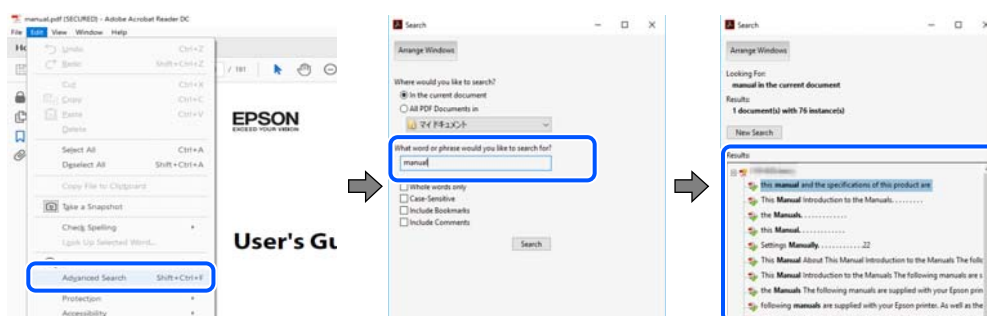 manual.pdf (SECURED) - Adobe Acrobat Reader DC
File Edit View Window Help
Undo Ctrl+Z
Redo Shift+Ctrl+Z
Cut Ctrl+X
Copy Ctrl+C
Paste Ctrl+V
Delete
Select All Ctrl+A
Deselect All Shift+Ctrl+A
Copy File to Clipboard
Take a Snapshot
Check Spelling
Look Up Selected Word...
Advanced Search Shift+Ctrl+F
Protection
Accessibility
/ 191
EPSON
EXCEED YOUR VISION
User's Gu
Search
Arrange Windows
Where would you like to search?
In the current document
All PDF Documents in
マイ ドキュメント
What word or phrase would you like to search for?
manual
Whole words only
Case-Sensitive
Include Bookmarks
Include Comments
Search
Search
Arrange Windows
Looking For:
manual in the current document
Results:
1 document(s) with 76 instance(s)
New Search
Results
this manual and the specifications of this product are
This Manual Introduction to the Manuals. . . . . . . . .
the Manuals. . . . . . . . . . . . .
this Manual. . . . . . . . . . . . .
Settings Manually. . . . . . . . . . . . .22
This Manual About This Manual Introduction to the Manuals The follo
This Manual Introduction to the Manuals The following manuals are s
the Manuals The following manuals are supplied with your Epson prin
following manuals are supplied with your Epson printer. As well as the